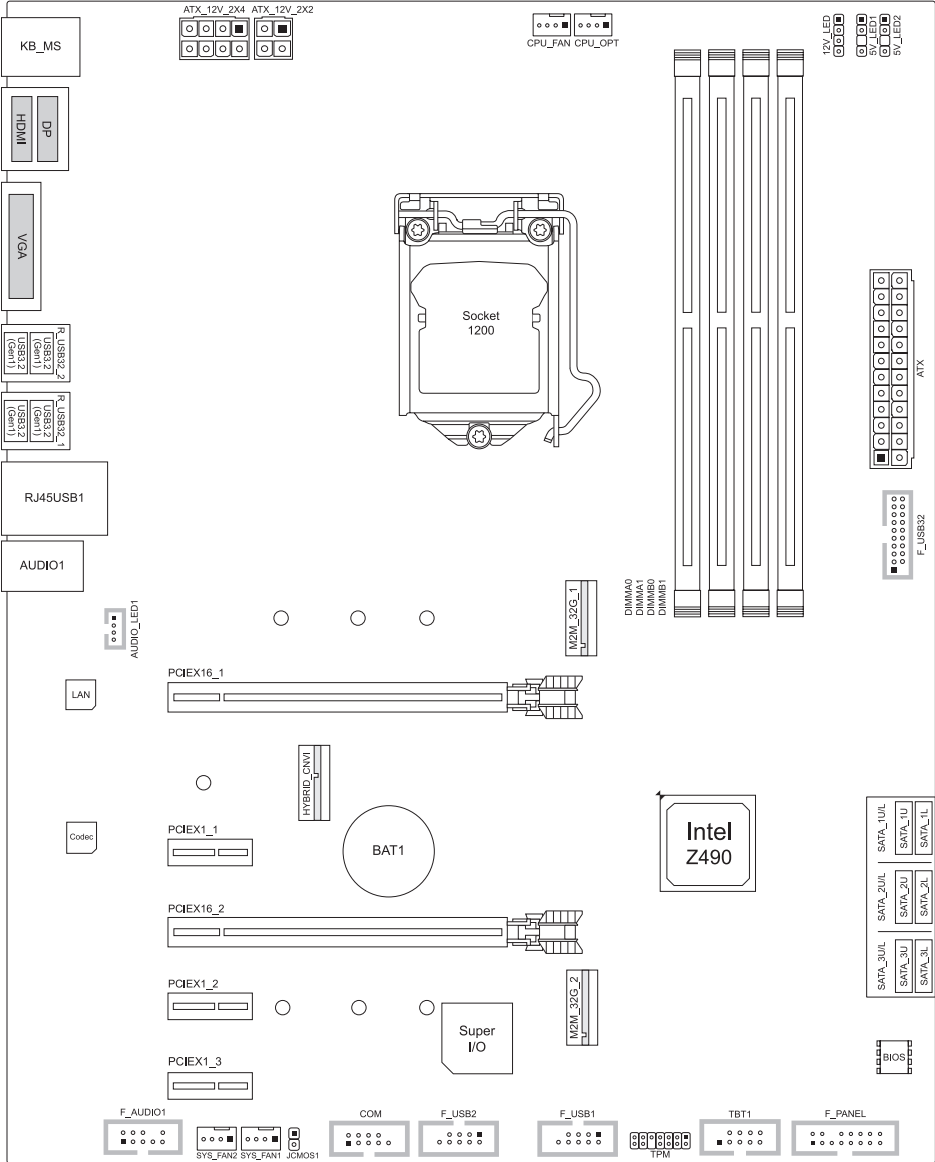 ATX_12V_2X4
ATX_12V_2X2
CPU_FAN
CPU_OPT
12V_LED
5V_LED1
5V_LED2
KB_MS
HDMI
DP
VGA
Socket
1200
R_USB32_2
USB3.2
(Gen1)
USB3.2
(Gen1)
R_USB32_1
USB3.2
(Gen1)
USB3.2
(Gen1)
ATX
RJ45USB1
F_USB32
AUDIO1
AUDIO_LED1
M2M_32G_1
DIMMA0
DIMMA1
DIMMB0
DIMMB1
PCIEX16_1
LAN
HYBRID_CNVI
Codec
PCIEX1_1
BAT1
Intel
Z490
SATA_1U/L
SATA_1U
SATA_1L
SATA_2U/L
SATA_2U
SATA_2L
SATA_3U/L
SATA_3U
SATA_3L
PCIEX16_2
PCIEX1_2
M2M_32G_2
Super
I/O
BIOS
PCIEX1_3
F_AUDIO1
SYS_FAN2
SYS_FAN1
JCMOS1
COM
F_USB2
F_USB1
TPM
TBT1
F_PANEL